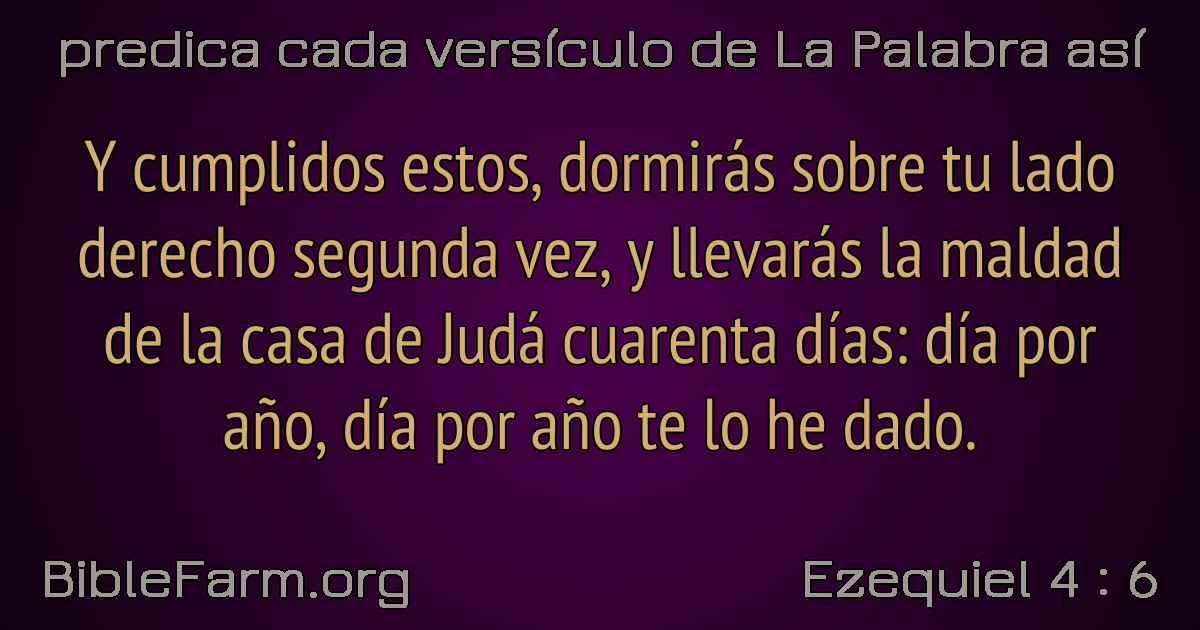 predica cada versículo de La Palabra así
Y cumplidos estos, dormirás sobre tu lado
derecho segunda vez, y llevarás la maldad
de la casa de Judá cuarenta días: día por
año, día por año te lo he dado.
BibleFarm.org
Ezequiel 4 : 6